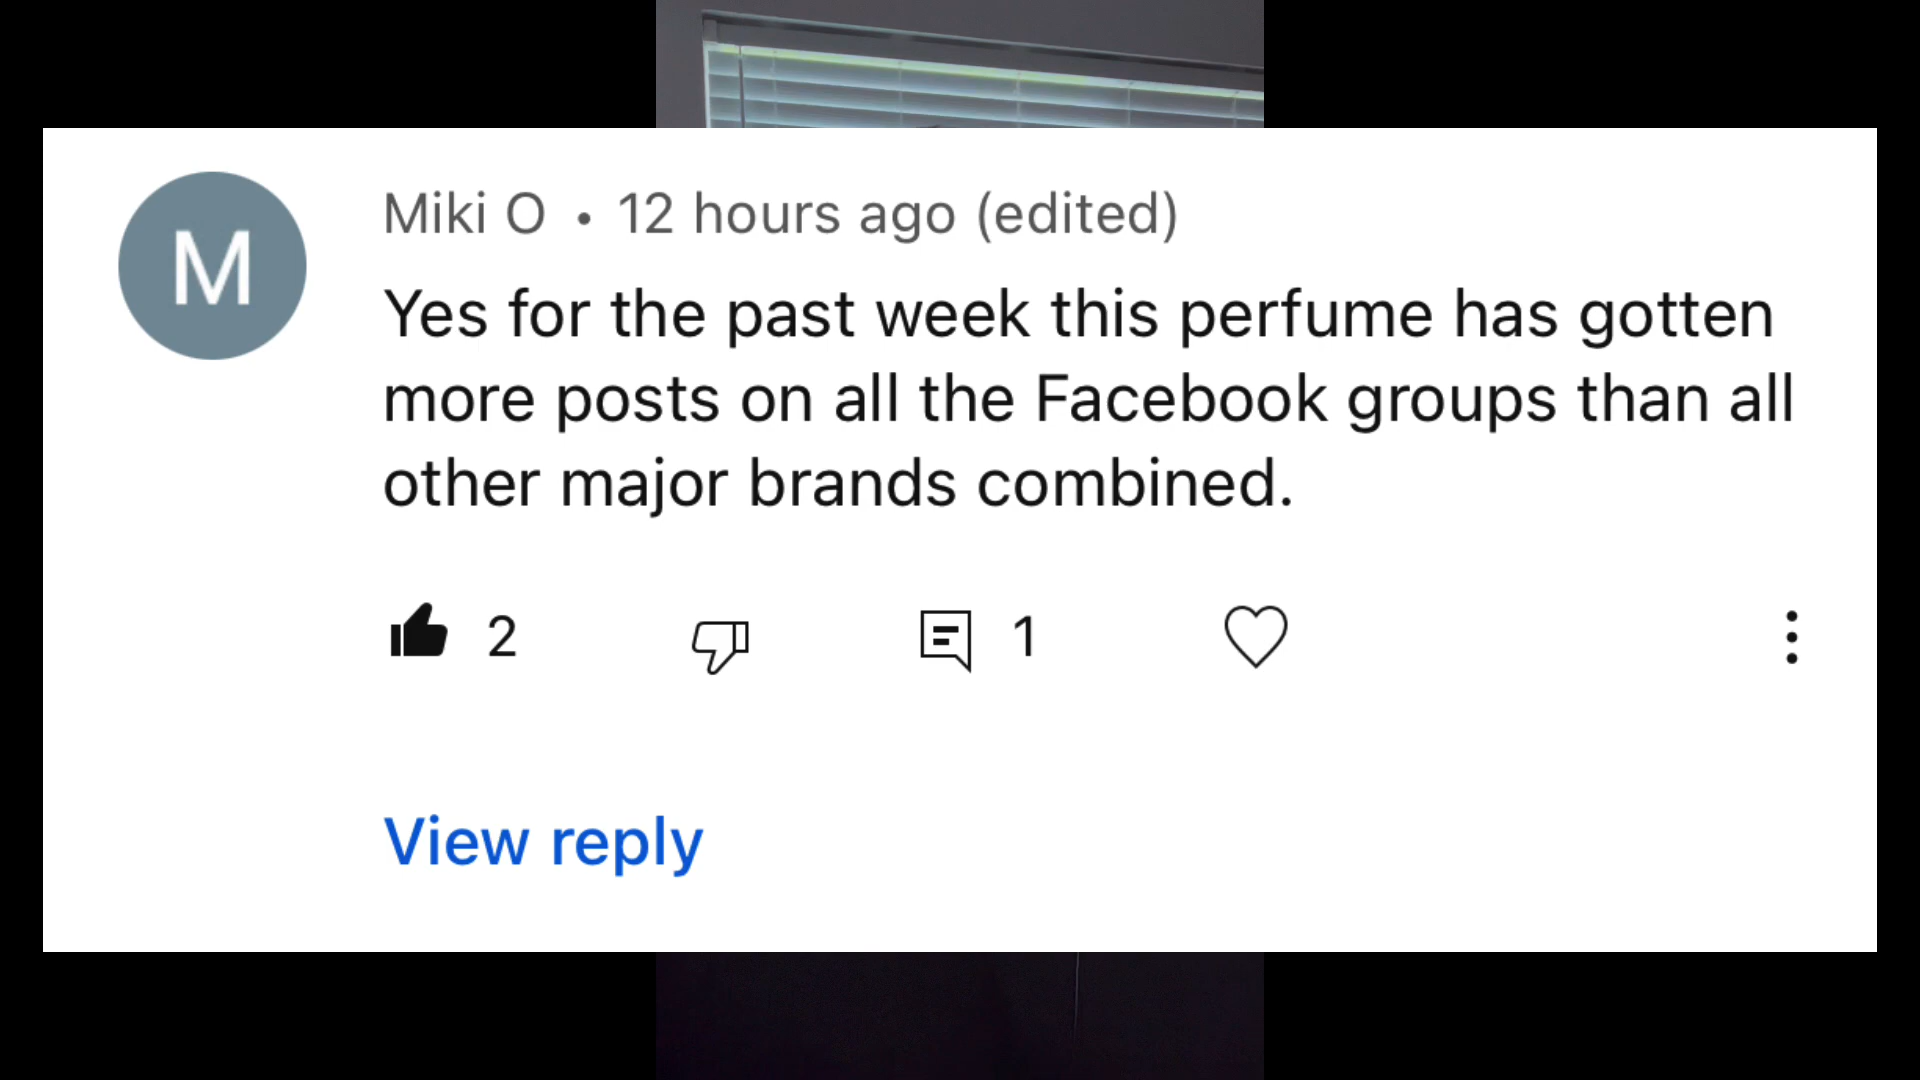 M
Miki O • 12 hours ago (edited)
Yes for the past week this perfume has gotten
more posts on all the Facebook groups than all
other major brands combined.
2 1
View reply